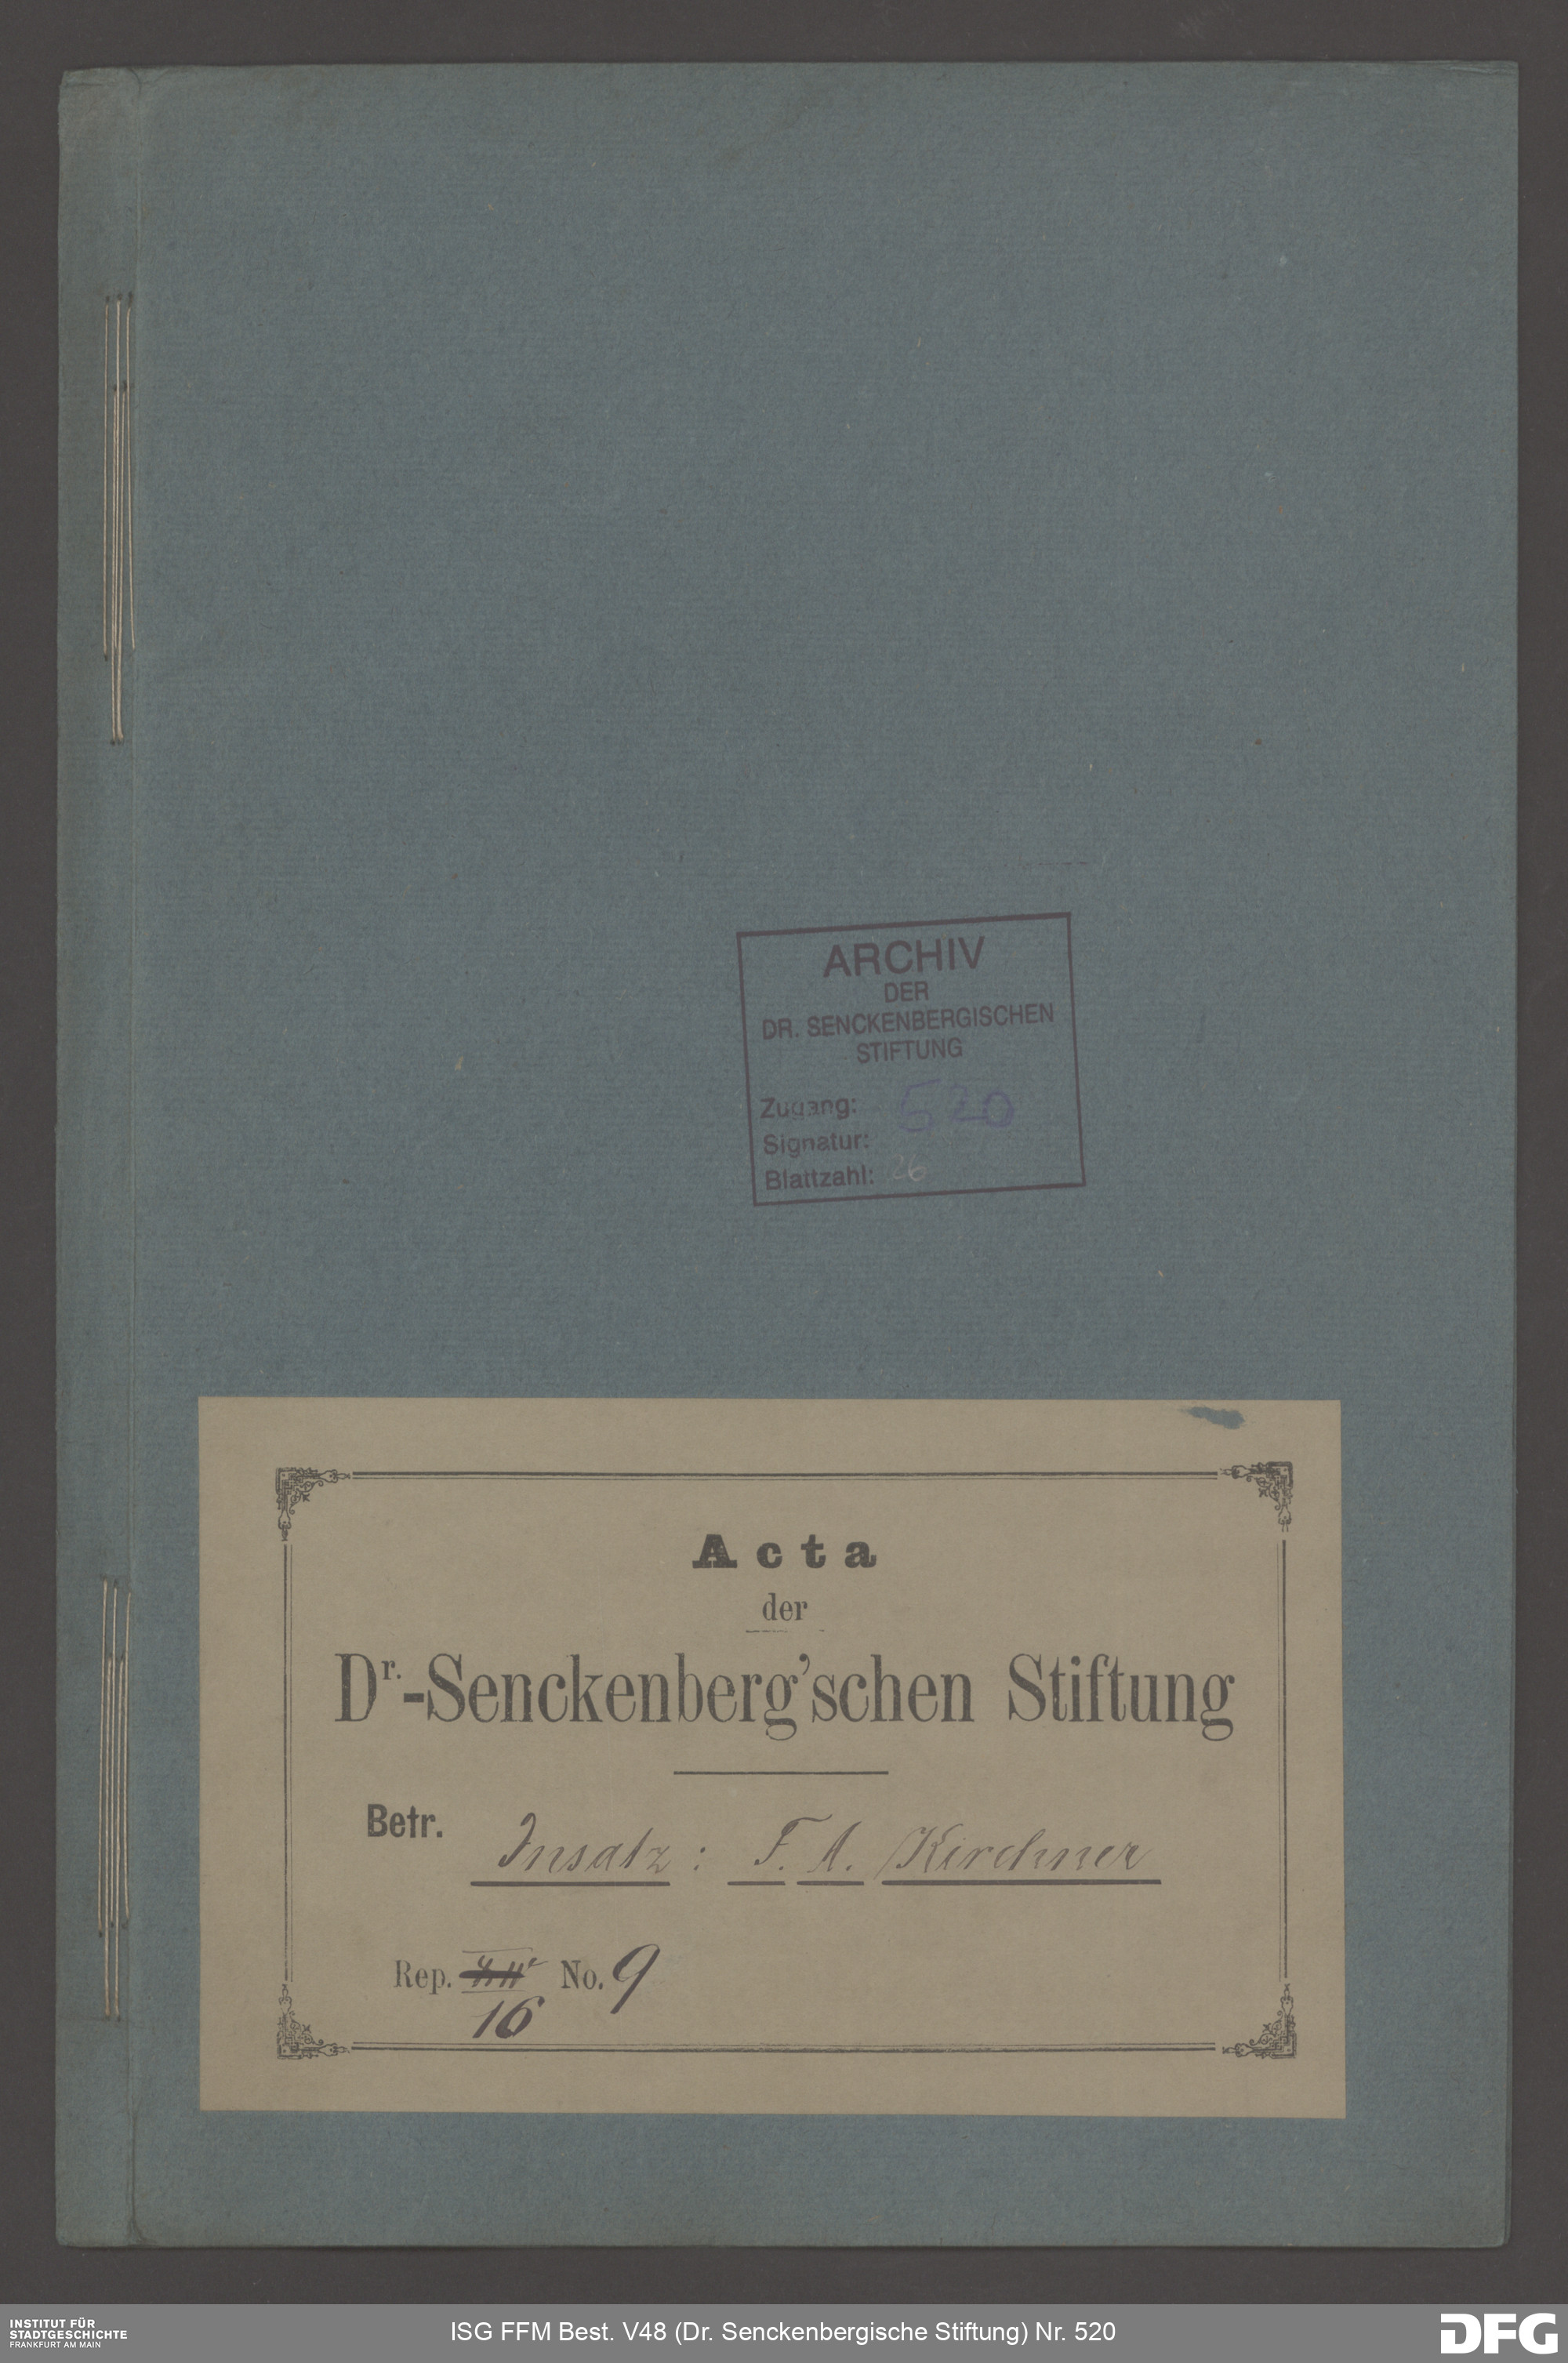 ARCHIV
DER
DR. SENCKENBERGISCHEN
STIFTUNG
Zugang: 520
Signatur:
Blattzahl: 26
Acta
der
Dr.-Senckenberg'schen Stiftung
Betr. Insatz: F. A. Kirchner
Rep. No. 9
16
INSTITUT FÜR
STADTGESCHICHTE
FRANKFURT AM MAIN
ISG FFM Best. V48 (Dr. Senckenbergische Stiftung) Nr. 520
DFG